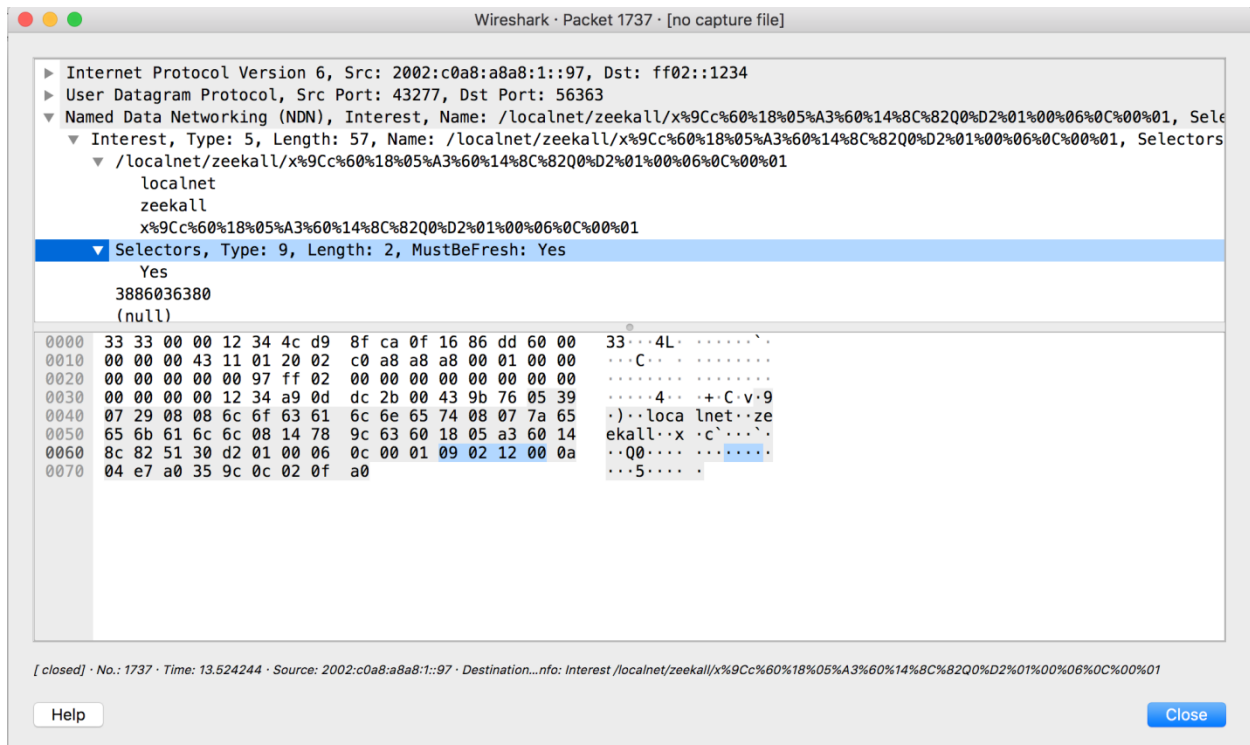 Wireshark · Packet 1737 · [no capture file]
Internet Protocol Version 6, Src: 2002:c0a8:a8a8:1::97, Dst: ff02::1234
User Datagram Protocol, Src Port: 43277, Dst Port: 56363
Named Data Networking (NDN), Interest, Name: /localnet/zeekall/x%9Cc%60%18%05%A3%60%14%8C%82Q0%D2%01%00%06%0C%00%01, Sele
Interest, Type: 5, Length: 57, Name: /localnet/zeekall/x%9Cc%60%18%05%A3%60%14%8C%82Q0%D2%01%00%06%0C%00%01, Selectors
/localnet/zeekall/x%9Cc%60%18%05%A3%60%14%8C%82Q0%D2%01%00%06%0C%00%01
localnet
zeekall
x%9Cc%60%18%05%A3%60%14%8C%82Q0%D2%01%00%06%0C%00%01
Selectors, Type: 9, Length: 2, MustBeFresh: Yes
Yes
3886036380
(null)
0000 33 33 00 00 12 34 4c d9 8f ca 0f 16 86 dd 60 00 33···4L· ······`·
0010 00 00 00 43 11 01 20 02 c0 a8 a8 a8 00 01 00 00 ···C·· · ········
0020 00 00 00 00 00 97 ff 02 00 00 00 00 00 00 00 00 ········ ········
0030 00 00 00 00 12 34 a9 0d dc 2b 00 43 9b 76 05 39 ·····4·· ·+·C·v·9
0040 07 29 08 08 6c 6f 63 61 6c 6e 65 74 08 07 7a 65 ·)··loca lnet··ze
0050 65 6b 61 6c 6c 08 14 78 9c 63 60 18 05 a3 60 14 ekall··x ·c`···`·
0060 8c 82 51 30 d2 01 00 06 0c 00 01 09 02 12 00 0a ··Q0···· ········
0070 04 e7 a0 35 9c 0c 02 0f a0 ···5···· ·
[ closed] · No.: 1737 · Time: 13.524244 · Source: 2002:c0a8:a8a8:1::97 · Destination...nfo: Interest /localnet/zeekall/x%9Cc%60%18%05%A3%60%14%8C%82Q0%D2%01%00%06%0C%00%01
Help
Close